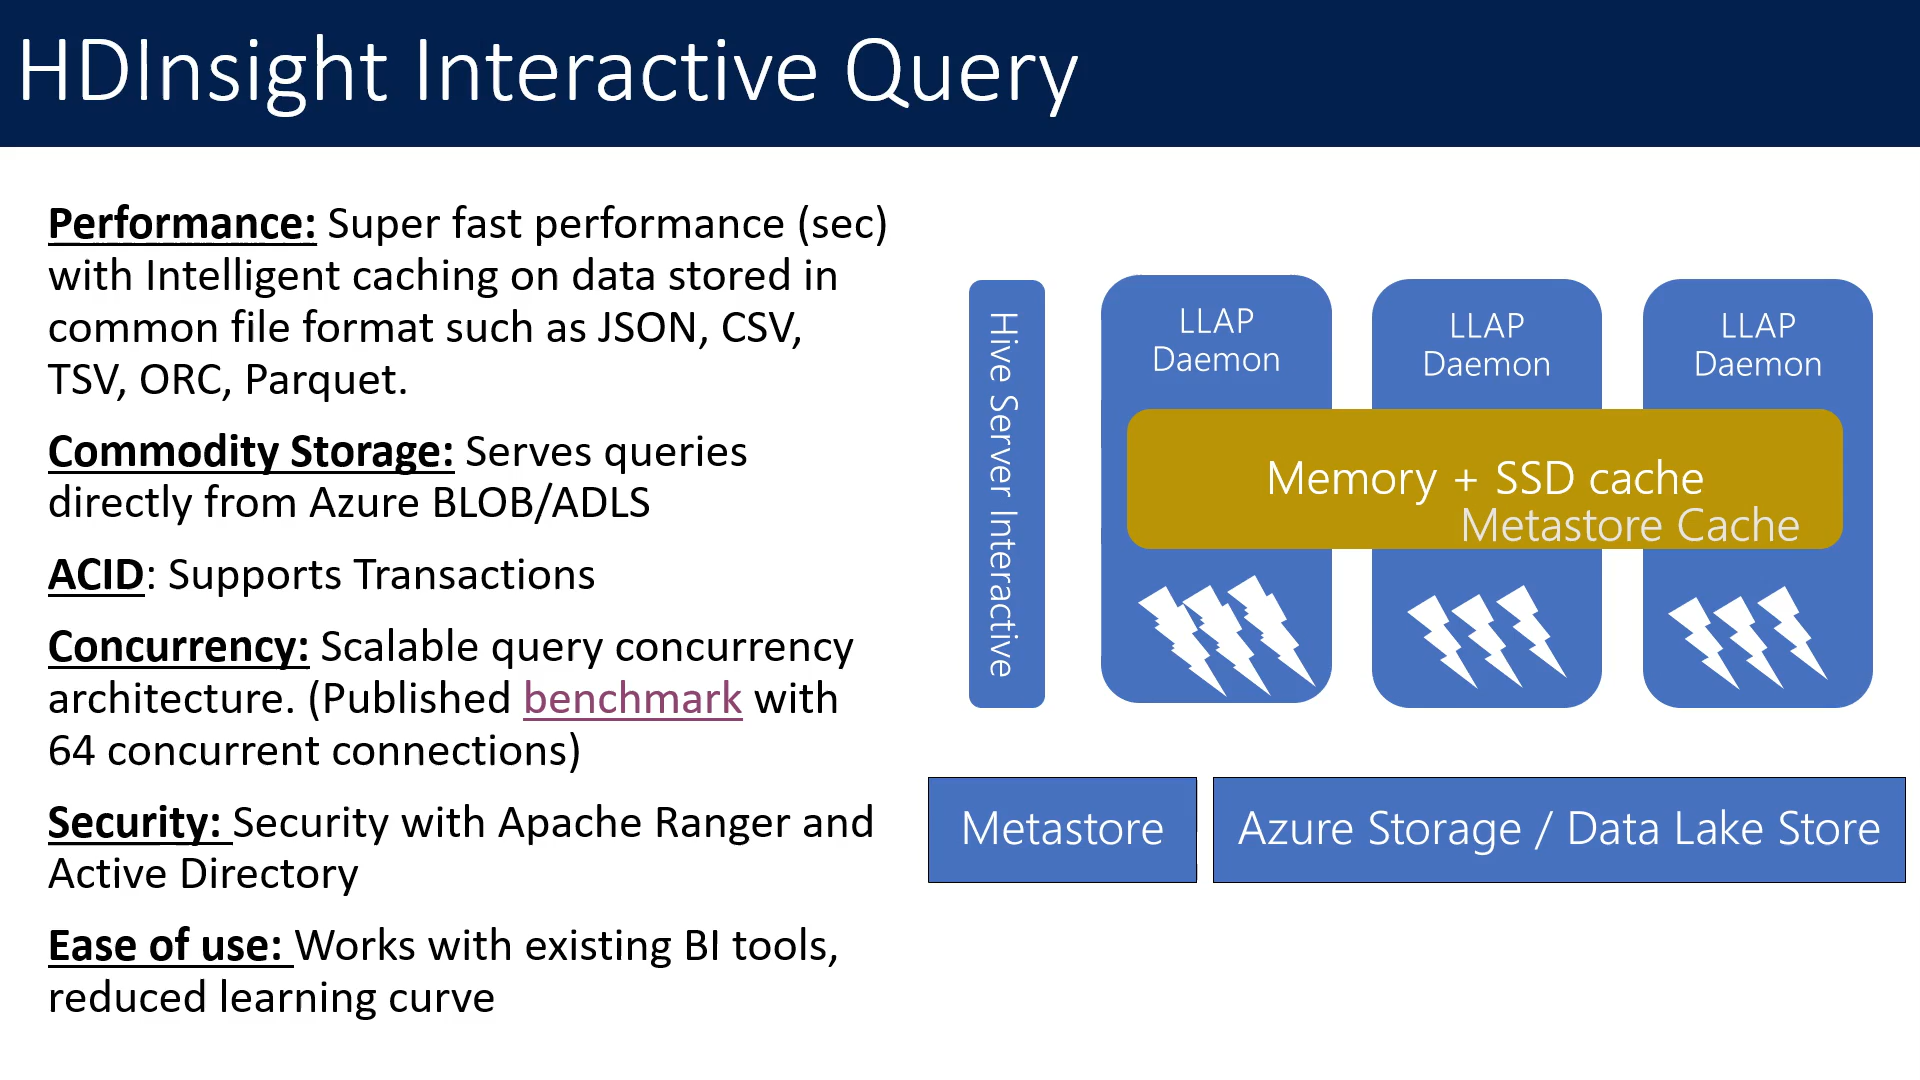 HDInsight Interactive Query
Performance: Super fast performance (sec)
with Intelligent caching on data stored in
common file format such as JSON, CSV,
TSV, ORC, Parquet.
Commodity Storage: Serves queries
directly from Azure BLOB/ADLS
ACID: Supports Transactions
Concurrency: Scalable query concurrency
architecture. (Published benchmark with
64 concurrent connections)
Security: Security with Apache Ranger and
Active Directory
Ease of use: Works with existing BI tools,
reduced learning curve
Hive Server Interactive
LLAP
Daemon
LLAP
Daemon
LLAP
Daemon
Memory + SSD cache
Metastore Cache
Metastore
Azure Storage / Data Lake Store